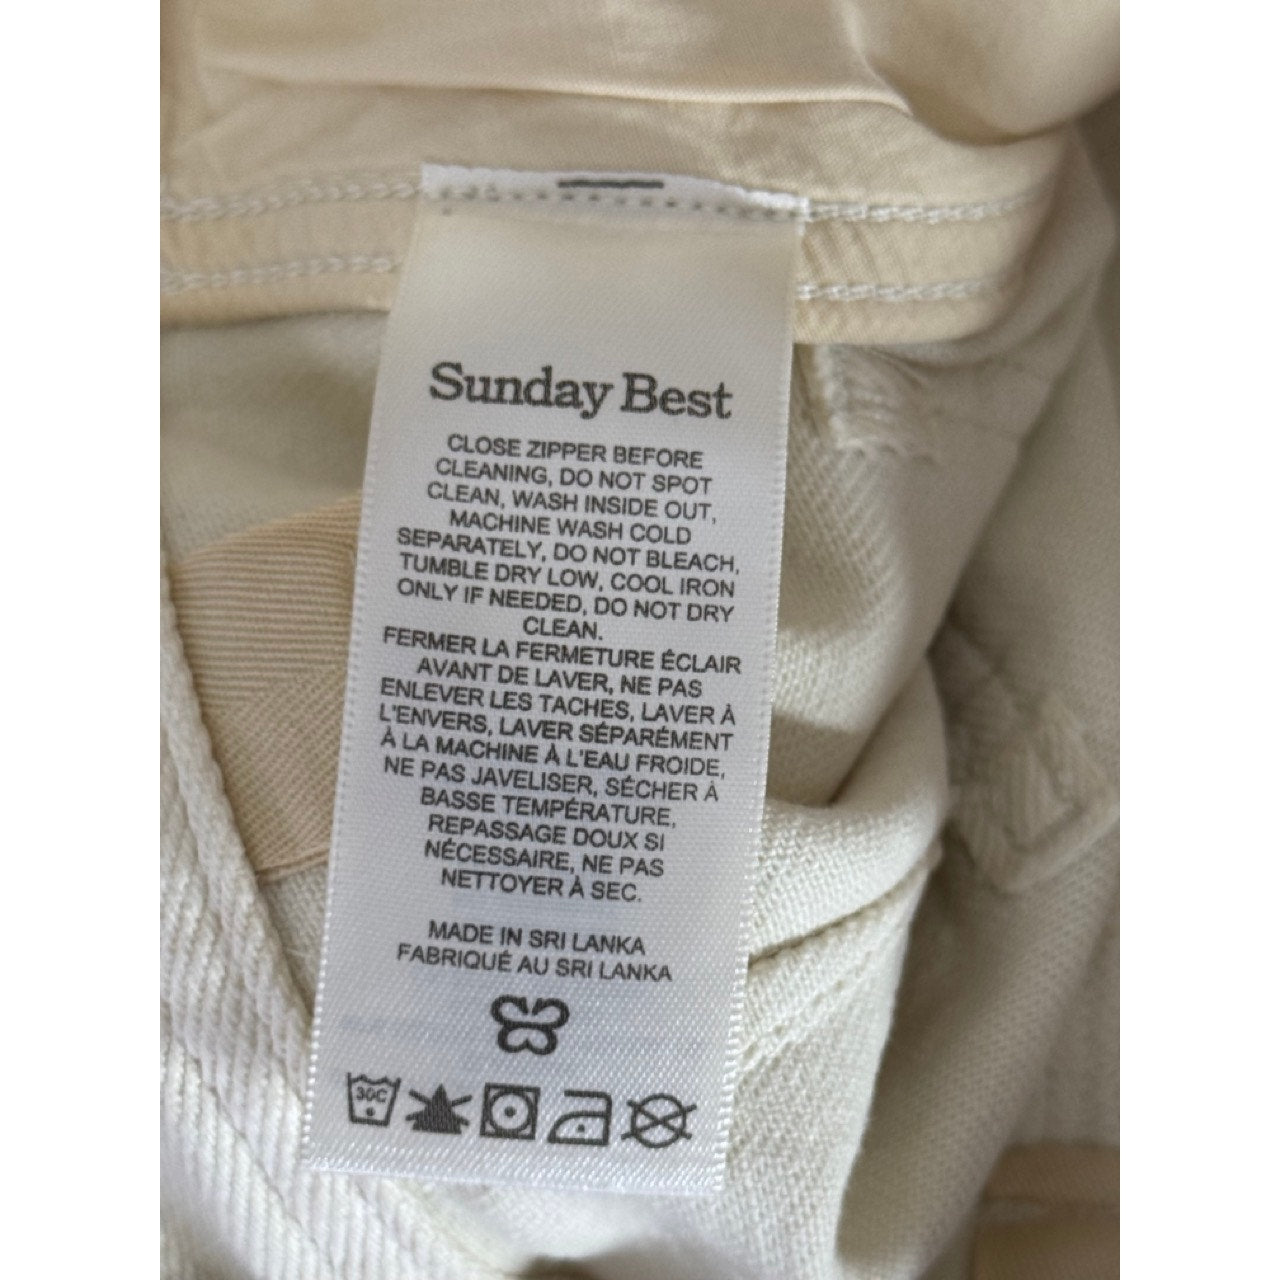 Sunday Best
CLOSE ZIPPER BEFORE
CLEANING, DO NOT SPOT
CLEAN, WASH INSIDE OUT,
MACHINE WASH COLD
SEPARATELY, DO NOT BLEACH,
TUMBLE DRY LOW, COOL IRON
ONLY IF NEEDED, DO NOT DRY
CLEAN.
FERMER LA FERMETURE ÉCLAIR
AVANT DE LAVER, NE PAS
ENLEVER LES TACHES, LAVER À
L'ENVERS, LAVER SÉPARÉMENT
À LA MACHINE À L'EAU FROIDE,
NE PAS JAVELISER, SÉCHER À
BASSE TEMPÉRATURE,
REPASSAGE DOUX SI
NÉCESSAIRE, NE PAS
NETTOYER À SEC.
MADE IN SRI LANKA
FABRIQUÉ AU SRI LANKA
30C